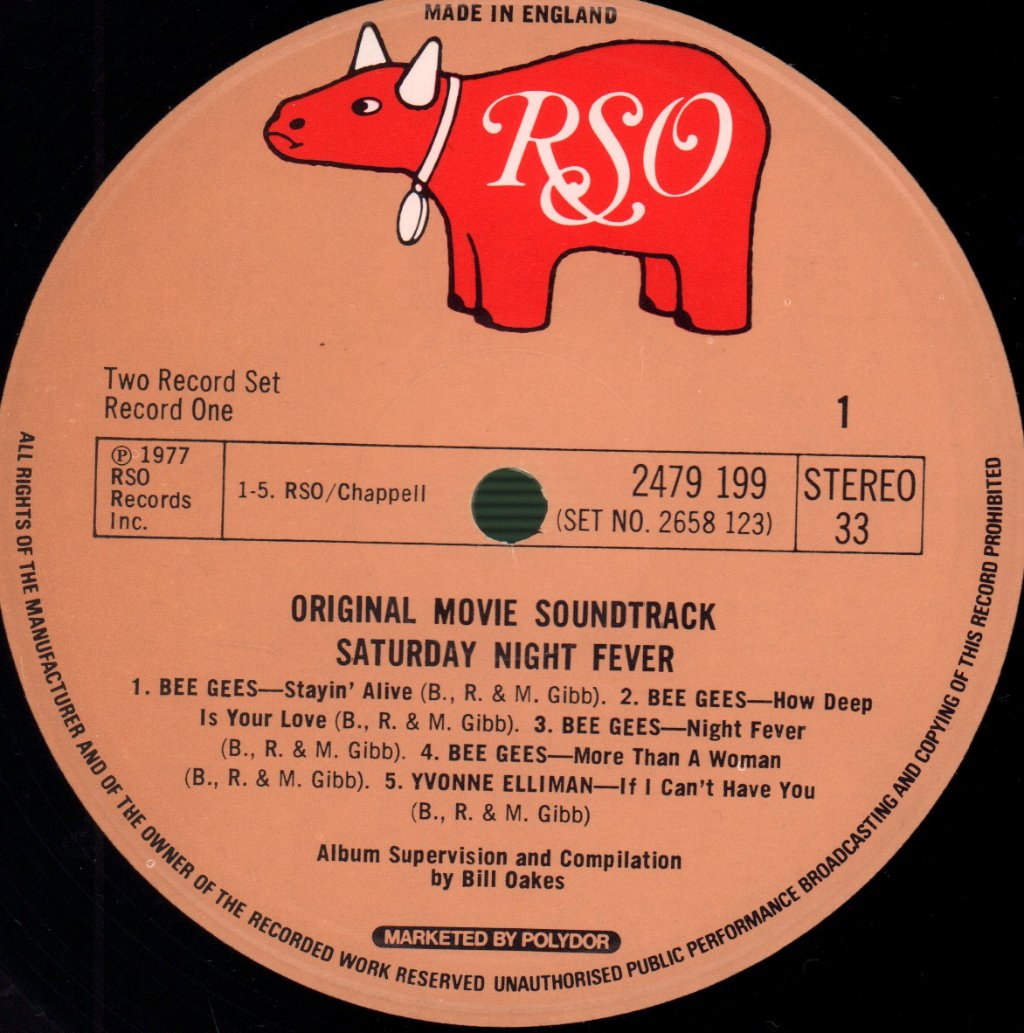 MADE IN ENGLAND
RSO
Two Record Set
Record One
1
℗ 1977
RSO
Records
Inc.
1-5. RSO/Chappell
2479 199
(SET NO. 2658 123)
STEREO
33
ORIGINAL MOVIE SOUNDTRACK
SATURDAY NIGHT FEVER
1. BEE GEES—Stayin' Alive (B., R. & M. Gibb). 2. BEE GEES—How Deep
Is Your Love (B., R. & M. Gibb). 3. BEE GEES—Night Fever
(B., R. & M. Gibb). 4. BEE GEES—More Than A Woman
(B., R. & M. Gibb). 5. YVONNE ELLIMAN—If I Can't Have You
(B., R. & M. Gibb)
Album Supervision and Compilation
by Bill Oakes
MARKETED BY POLYDOR
ALL RIGHTS OF THE MANUFACTURER AND OF THE OWNER OF THE RECORDED WORK RESERVED UNAUTHORISED PUBLIC PERFORMANCE BROADCASTING AND COPYING OF THIS RECORD PROHIBITED